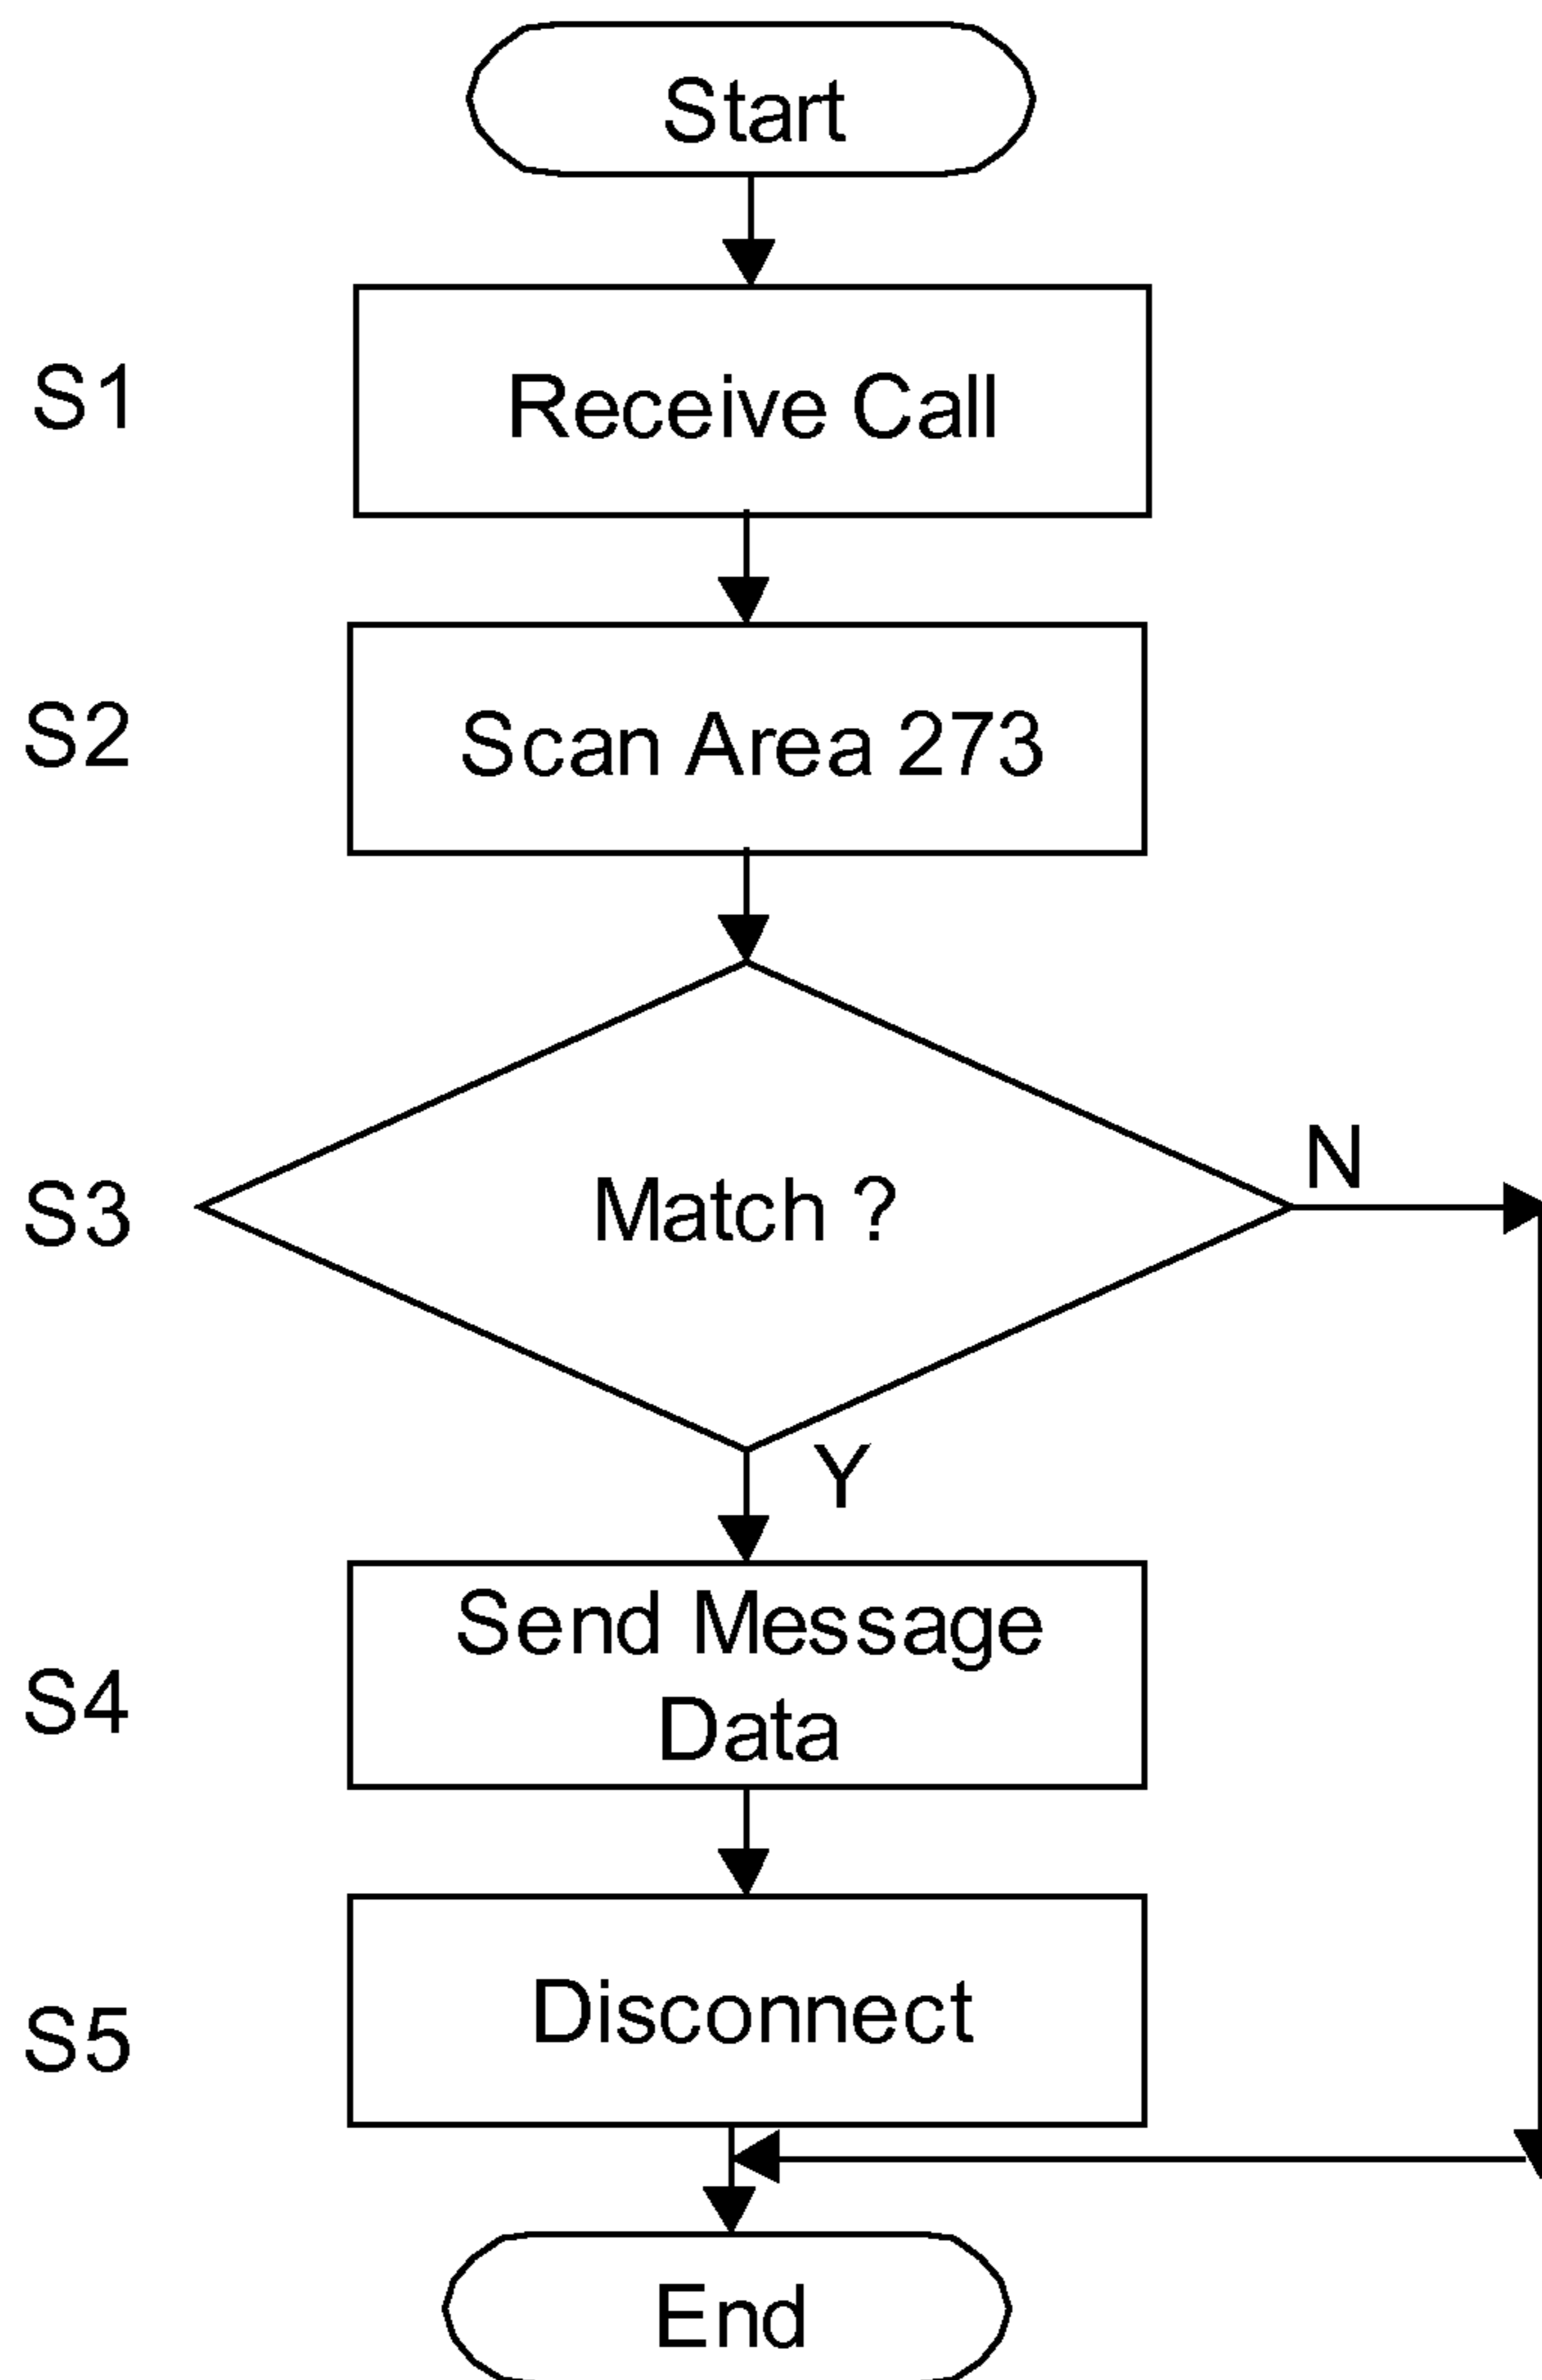 Start
S1
Receive Call
S2
Scan Area 273
S3
Match ?
N
Y
S4
Send Message
Data
S5
Disconnect
End